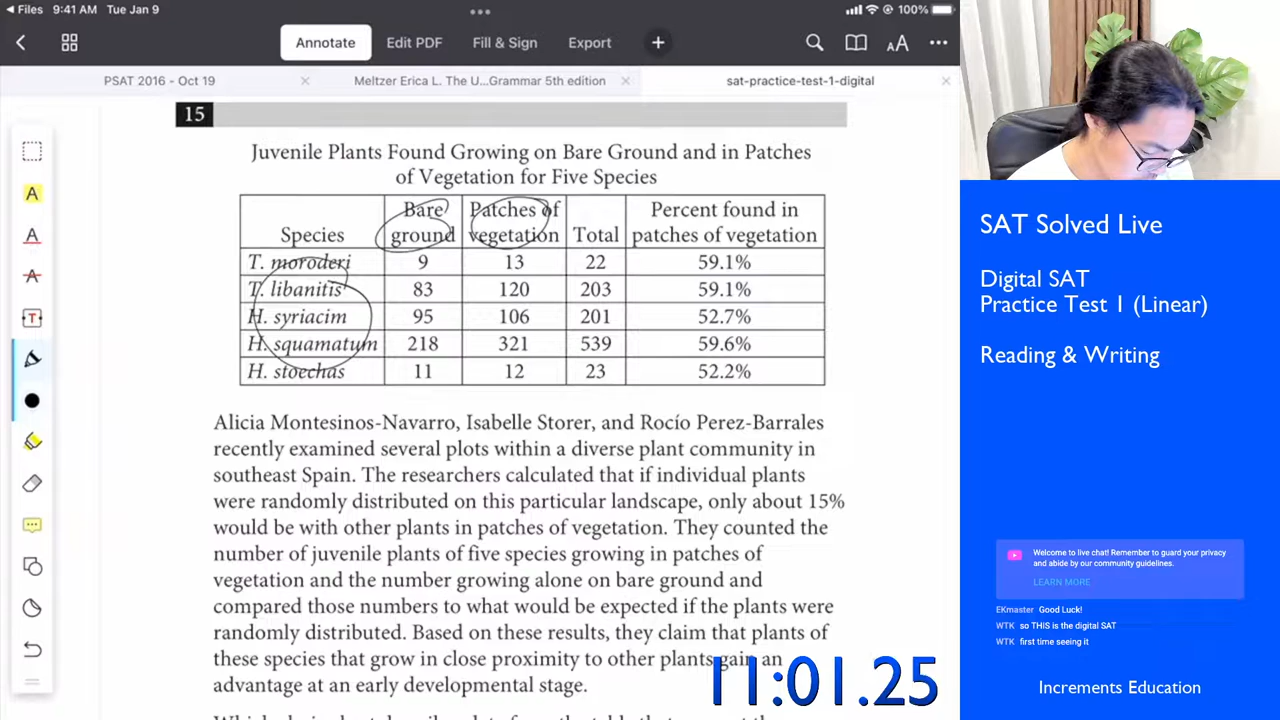 Files 9:41 AM Tue Jan 9 100%
Annotate Edit PDF Fill & Sign Export
PSAT 2016 - Oct 19 Meltzer Erica L. The U...Grammar 5th edition sat-practice-test-1-digital
15
Juvenile Plants Found Growing on Bare Ground and in Patches
of Vegetation for Five Species
Species Bare ground Patches of vegetation Total Percent found in patches of vegetation
T. moroderi 9 13 22 59.1%
T. libanitis 83 120 203 59.1%
H. syriacim 95 106 201 52.7%
H. squamatum 218 321 539 59.6%
H. stoechas 11 12 23 52.2%
Alicia Montesinos-Navarro, Isabelle Storer, and Rocío Perez-Barrales
recently examined several plots within a diverse plant community in
southeast Spain. The researchers calculated that if individual plants
were randomly distributed on this particular landscape, only about 15%
would be with other plants in patches of vegetation. They counted the
number of juvenile plants of five species growing in patches of
vegetation and the number growing alone on bare ground and
compared those numbers to what would be expected if the plants were
randomly distributed. Based on these results, they claim that plants of
these species that grow in close proximity to other plants gain an
advantage at an early developmental stage.
11:01.25
SAT Solved Live
Digital SAT
Practice Test 1 (Linear)
Reading & Writing
Welcome to live chat! Remember to guard your privacy
and abide by our community guidelines.
LEARN MORE
EKmaster Good Luck!
WTK so THIS is the digital SAT
WTK first time seeing it
Increments Education